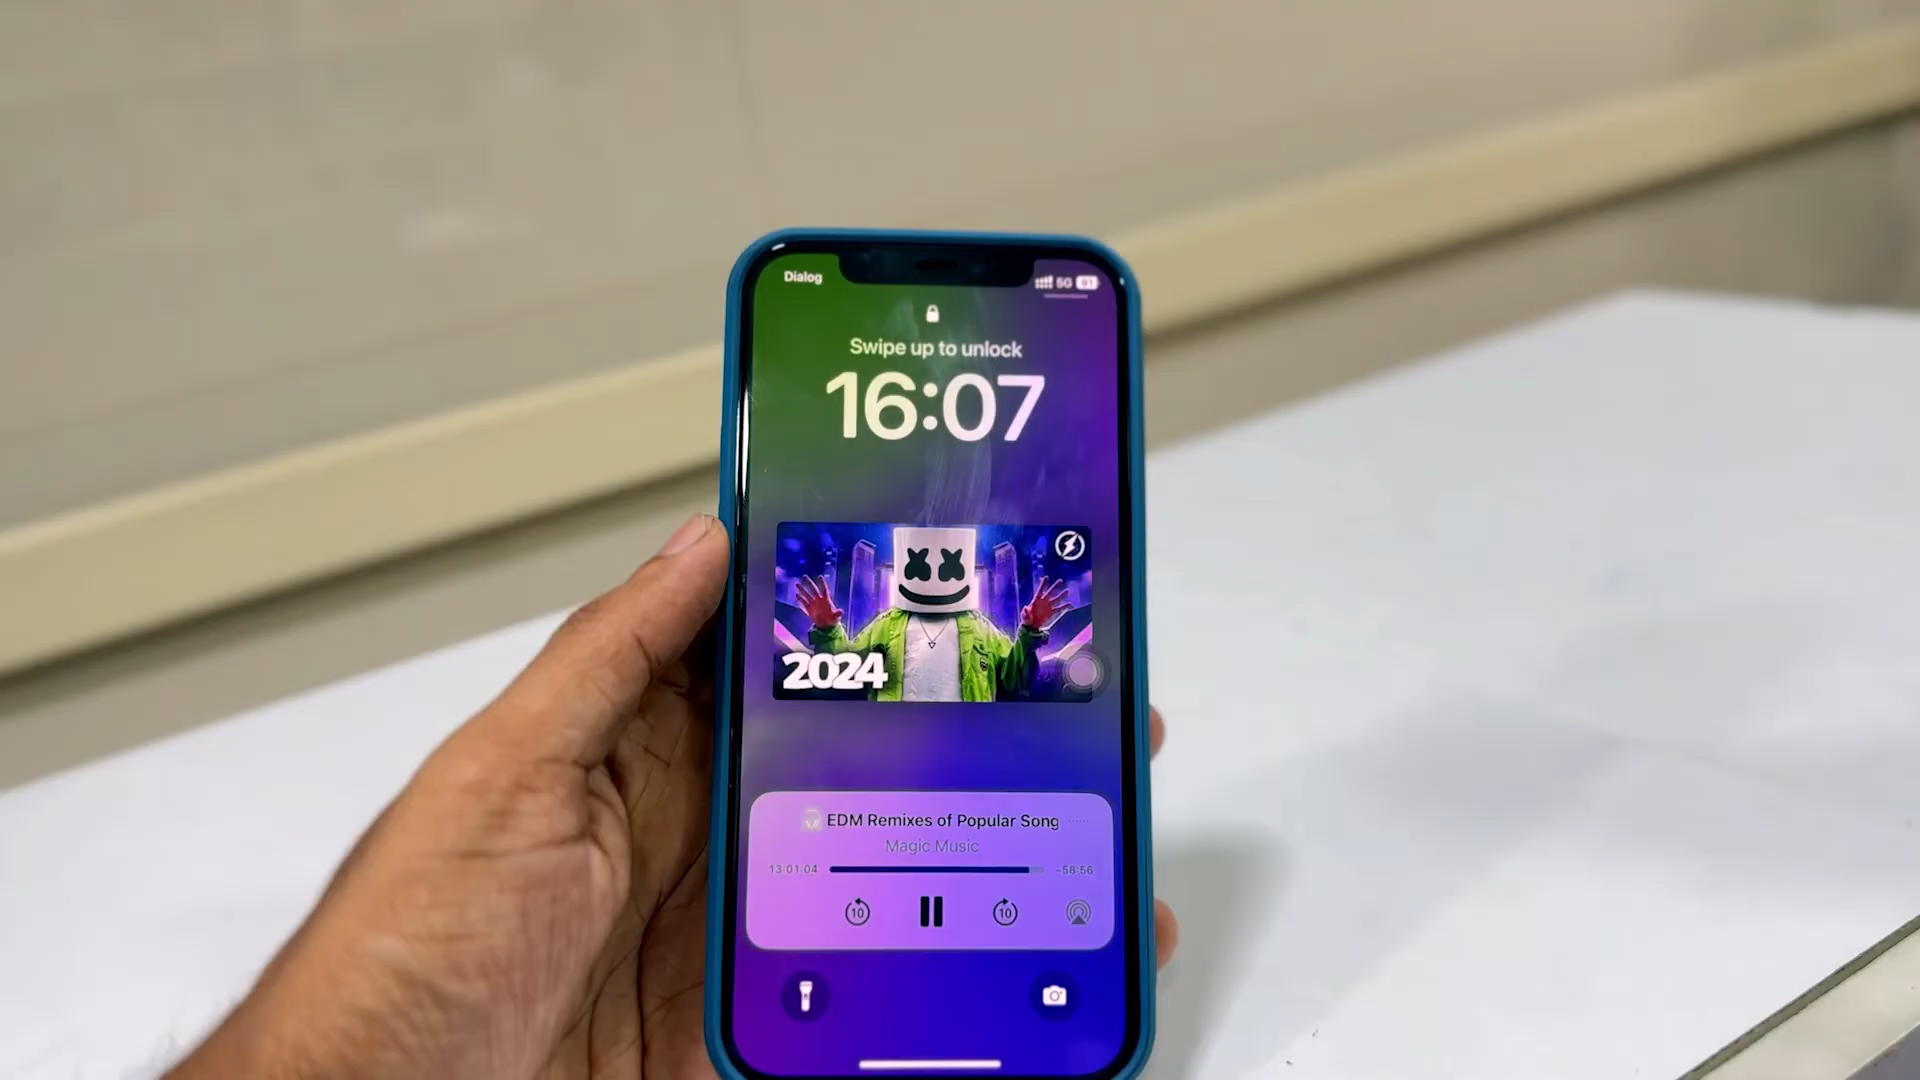 Dialog
5G 91
Swipe up to unlock
16:07
2024
EDM Remixes of Popular Song
Magic Music
13:01:04
-58:56
10
10